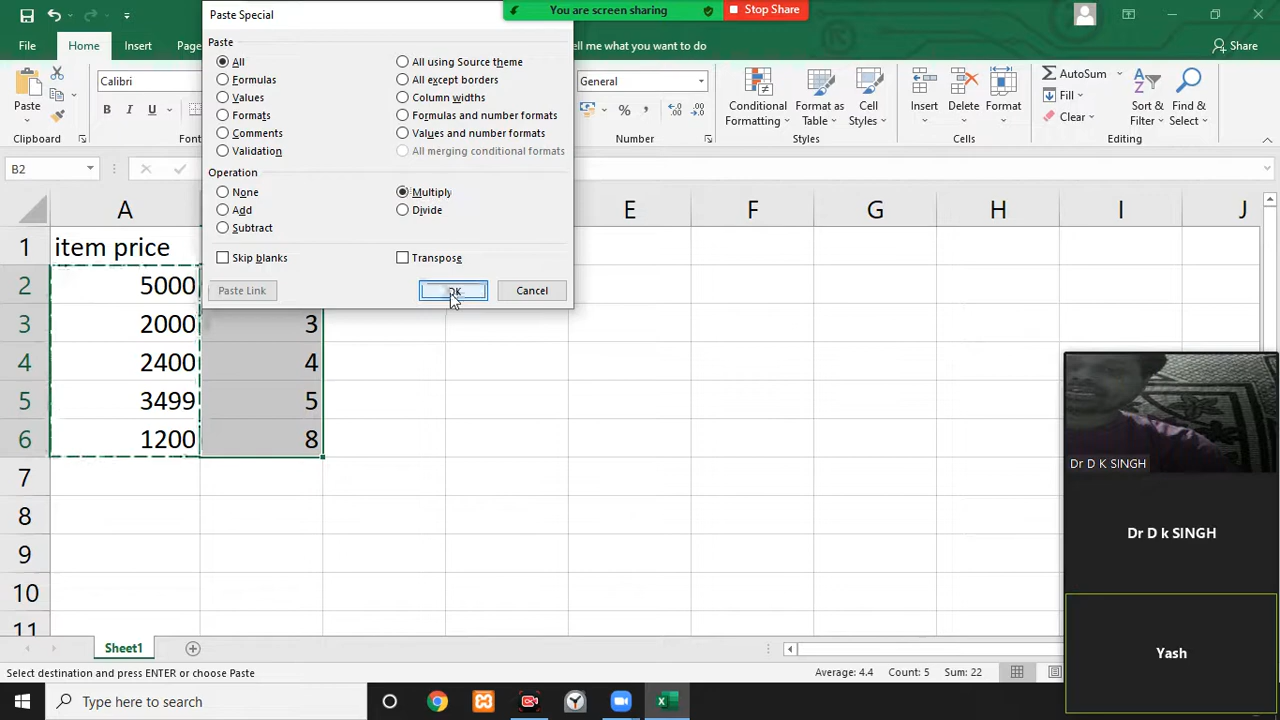 Paste Special
You are screen sharing
Stop Share
File
Home
Insert
Page
ell me what you want to do
Share
Paste
All
Formulas
Values
Formats
Comments
Validation
All using Source theme
All except borders
Column widths
Formulas and number formats
Values and number formats
All merging conditional formats
Operation
None
Add
Subtract
Multiply
Divide
Skip blanks
Transpose
Paste Link
OK
Cancel
Paste
Clipboard
Calibri
B I U
General
% ,
Number
Conditional Formatting
Format as Table
Cell Styles
Styles
Insert
Delete
Format
Cells
AutoSum
Fill
Clear
Sort & Filter
Find & Select
Editing
B2
A E F G H I J
1 item price
2 5000
3 2000 3
4 2400 4
5 3499 5
6 1200 8
7
8
9
10
11
Dr D K SINGH
Dr D k SINGH
Yash
Sheet1
Select destination and press ENTER or choose Paste
Average: 4.4 Count: 5 Sum: 22
Type here to search